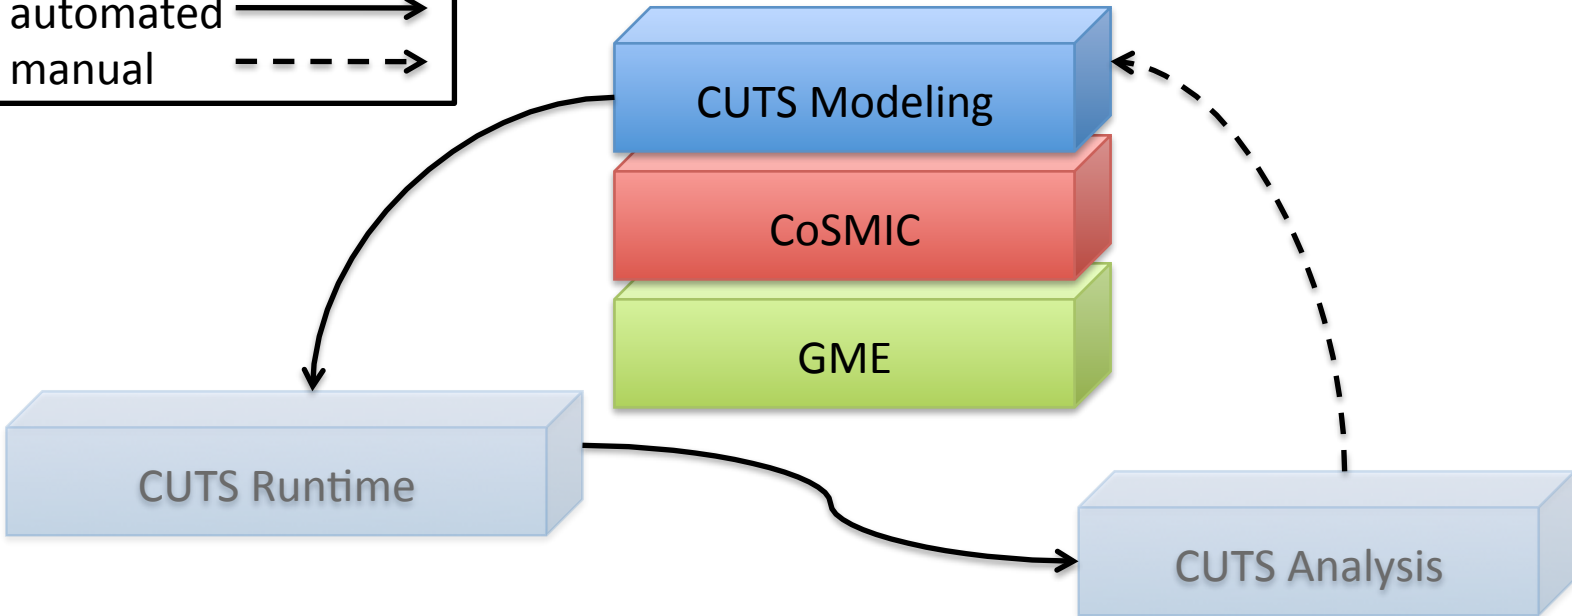 automated
manual
CUTS Modeling
CoSMIC
GME
CUTS Runtime
CUTS Analysis